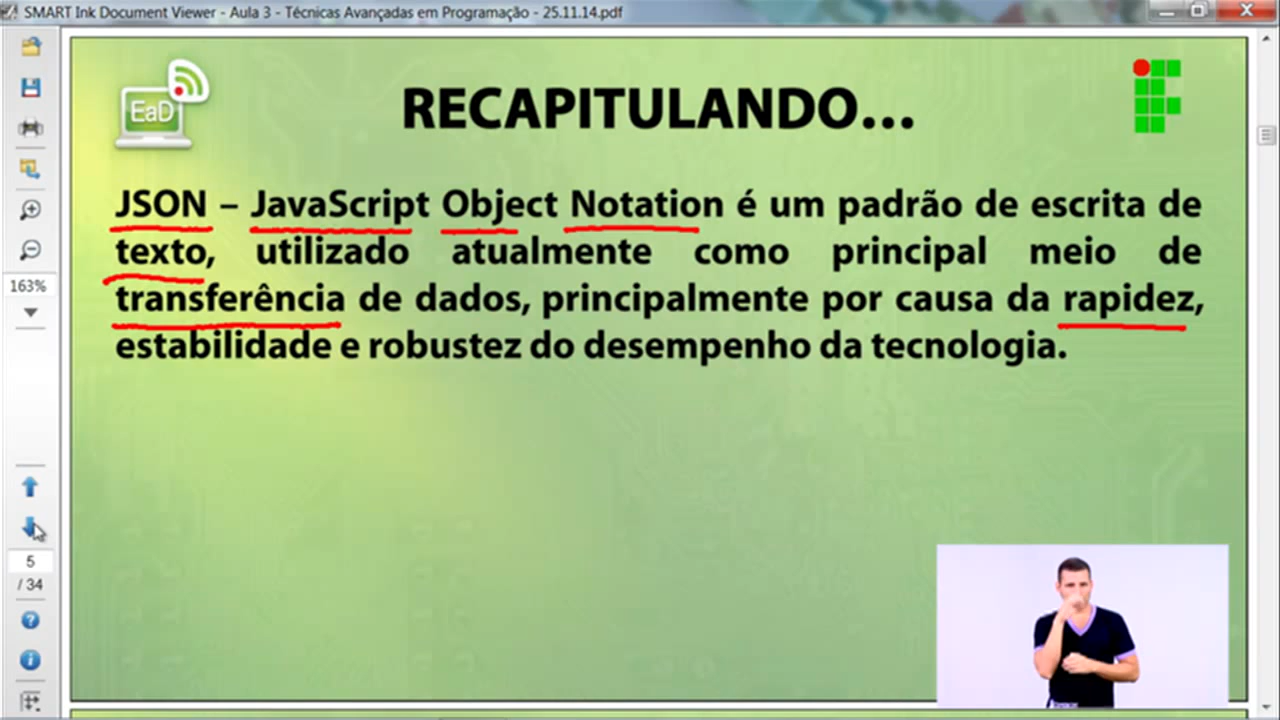 SMART Ink Document Viewer - Aula 3 - Técnicas Avançadas em Programação - 25.11.14.pdf
EaD
RECAPITULANDO...
JSON – JavaScript Object Notation é um padrão de escrita de
texto, utilizado atualmente como principal meio de
transferência de dados, principalmente por causa da rapidez,
estabilidade e robustez do desempenho da tecnologia.
163%
5
/ 34